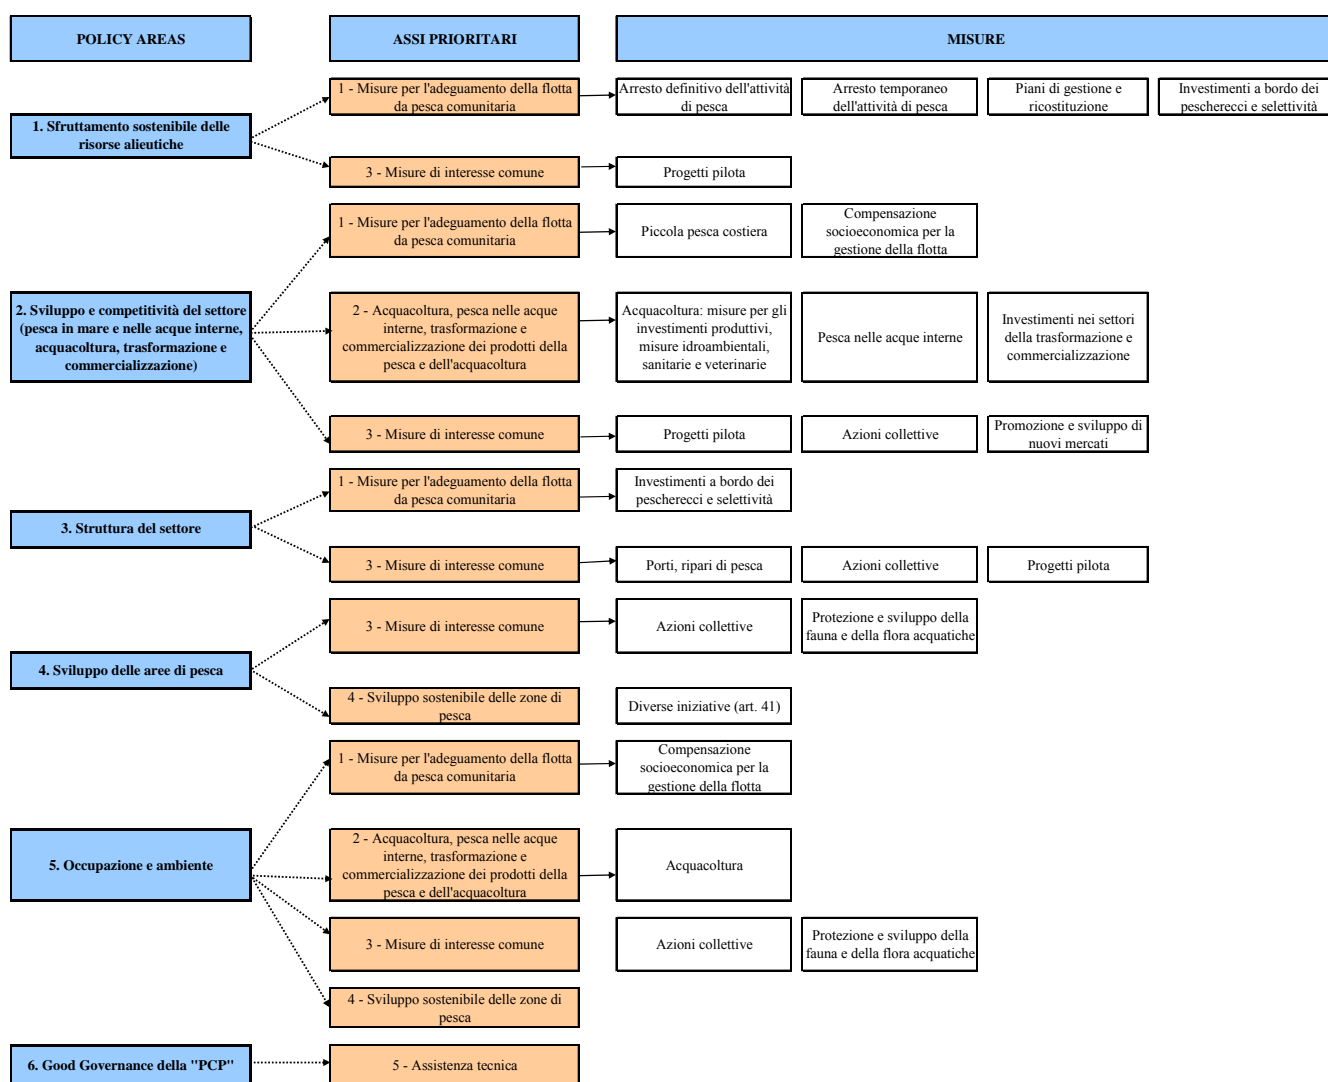 POLICY AREAS
ASSI PRIORITARI
MISURE
1 - Misure per l'adeguamento della flotta
da pesca comunitaria
Arresto definitivo dell'attività
di pesca
Arresto temporaneo
dell'attività di pesca
Piani di gestione e
ricostituzione
Investimenti a bordo dei
pescherecci e selettività
1. Sfruttamento sostenibile delle
risorse alieutiche
3 - Misure di interesse comune
Progetti pilota
1 - Misure per l'adeguamento della flotta
da pesca comunitaria
Piccola pesca costiera
Compensazione
socioeconomica per la
gestione della flotta
2. Sviluppo e competitività del settore
(pesca in mare e nelle acque interne,
acquacoltura, trasformazione e
commercializzazione)
2 - Acquacoltura, pesca nelle acque
interne, trasformazione e
commercializzazione dei prodotti della
pesca e dell'acquacoltura
Acquacoltura: misure per gli
investimenti produttivi,
misure idroambientali,
sanitarie e veterinarie
Pesca nelle acque interne
Investimenti nei settori
della trasformazione e
commercializzazione
3 - Misure di interesse comune
Progetti pilota
Azioni collettive
Promozione e sviluppo di
nuovi mercati
1 - Misure per l'adeguamento della flotta
da pesca comunitaria
Investimenti a bordo dei
pescherecci e selettività
3. Struttura del settore
3 - Misure di interesse comune
Porti, ripari di pesca
Azioni collettive
Progetti pilota
3 - Misure di interesse comune
Azioni collettive
Protezione e sviluppo della
fauna e della flora acquatiche
4. Sviluppo delle aree di pesca
4 - Sviluppo sostenibile delle zone di
pesca
Diverse iniziative (art. 41)
1 - Misure per l'adeguamento della flotta
da pesca comunitaria
Compensazione
socioeconomica per la
gestione della flotta
5. Occupazione e ambiente
2 - Acquacoltura, pesca nelle acque
interne, trasformazione e
commercializzazione dei prodotti della
pesca e dell'acquacoltura
Acquacoltura
3 - Misure di interesse comune
Azioni collettive
Protezione e sviluppo della
fauna e della flora acquatiche
4 - Sviluppo sostenibile delle zone di
pesca
6. Good Governance della "PCP"
5 - Assistenza tecnica